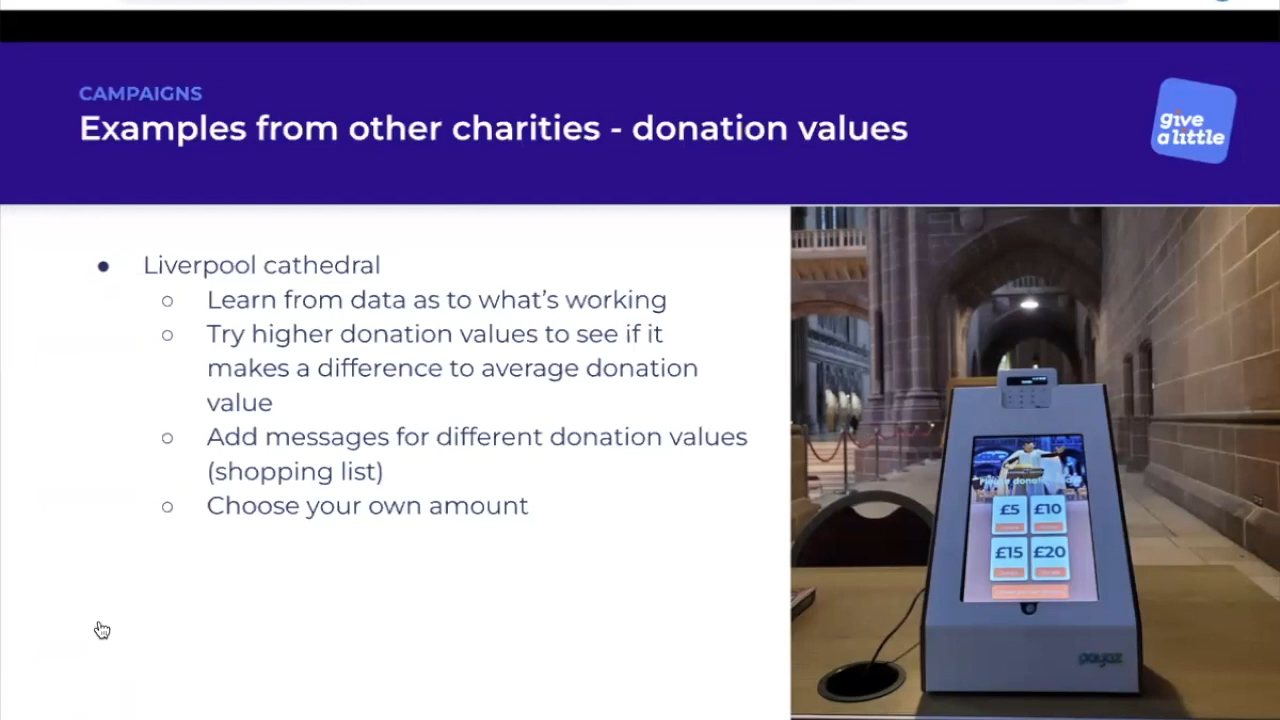 CAMPAIGNS
Examples from other charities - donation values
give
a little
● Liverpool cathedral
○ Learn from data as to what's working
○ Try higher donation values to see if it
makes a difference to average donation
value
○ Add messages for different donation values
(shopping list)
○ Choose your own amount
£5 £10
£15 £20
payaz